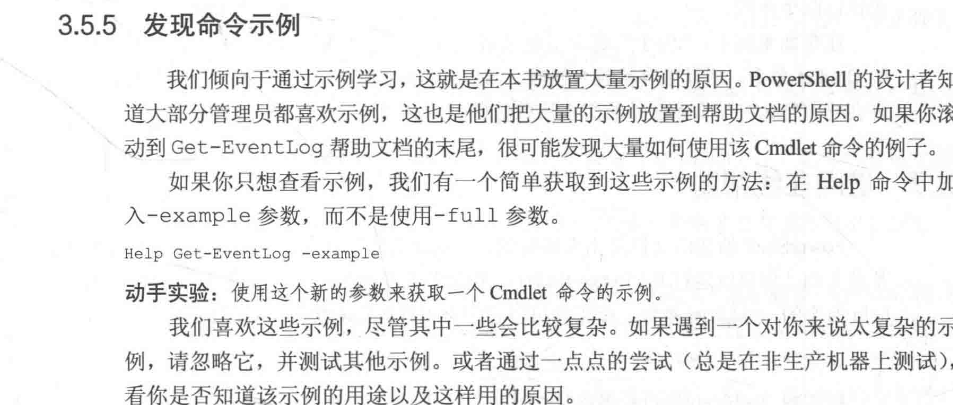 3.5.5 发现命令示例
我们倾向于通过示例学习，这就是在本书放置大量示例的原因。PowerShell 的设计者知
道大部分管理员都喜欢示例，这也是他们把大量的示例放置到帮助文档的原因。如果你滚
动到 Get-EventLog 帮助文档的末尾，很可能发现大量如何使用该 Cmdlet 命令的例子。
如果你只想查看示例，我们有一个简单获取到这些示例的方法：在 Help 命令中加
入-example 参数，而不是使用-full 参数。
Help Get-EventLog -example
动手实验：使用这个新的参数来获取一个 Cmdlet 命令的示例。
我们喜欢这些示例，尽管其中一些会比较复杂。如果遇到一个对你来说太复杂的示
例，请忽略它，并测试其他示例。或者通过一点点的尝试（总是在非生产机器上测试），
看你是否知道该示例的用途以及这样用的原因。